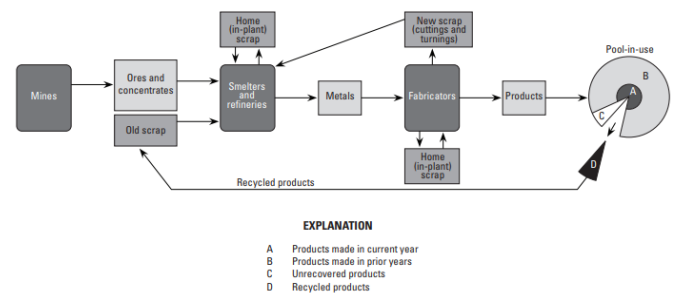 Home
(in-plant)
scrap
New scrap
(cuttings and
turnings)
Pool-in-use
Mines
Ores and
concentrates
Old scrap
Smelters
and
refineries
Metals
Fabricators
Products
B
A
C
D
Home
(in-plant)
scrap
Recycled products
EXPLANATION
A Products made in current year
B Products made in prior years
C Unrecovered products
D Recycled products